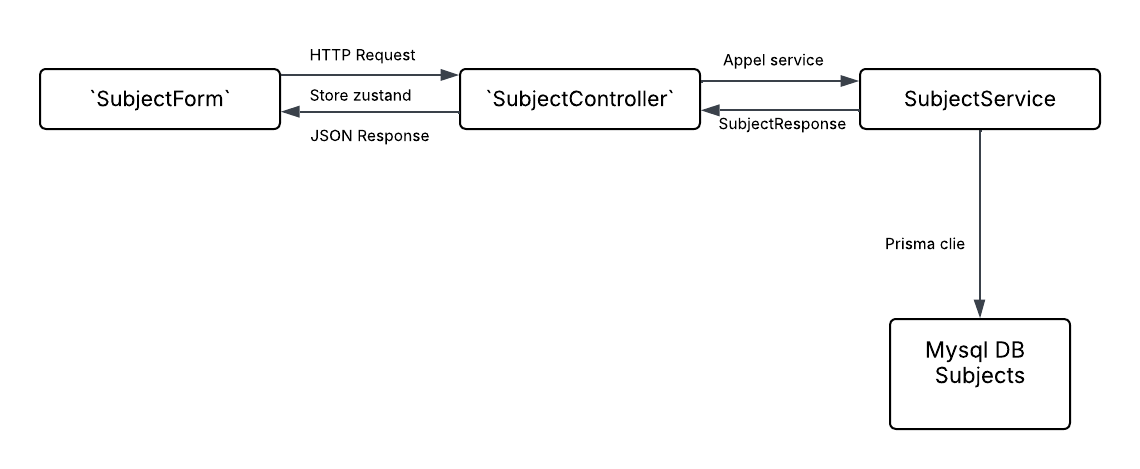 HTTP Request
Appel service
`SubjectForm`
Store zustand
`SubjectController`
SubjectService
JSON Response
SubjectResponse
Prisma clie
Mysql DB
Subjects